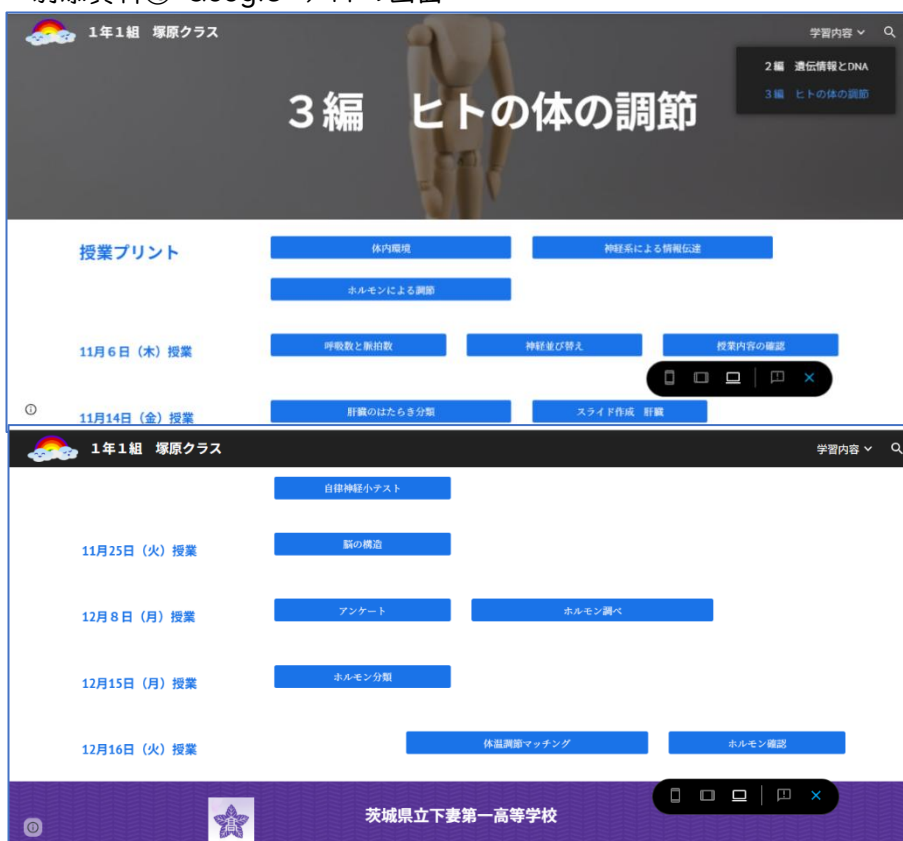 1年1組　塚原クラス
学習内容
2編　遺伝情報とDNA
3編　ヒトの体の調節
3編　ヒトの体の調節
授業プリント
体内環境
神経系による情報伝達
ホルモンによる調節
11月6日（木）授業
呼吸数と脈拍数
神経並び替え
授業内容の確認
11月14日（金）授業
肝臓のはたらき分類
スライド作成　肝臓
1年1組　塚原クラス
学習内容
自律神経小テスト
11月25日（火）授業
脳の構造
12月8日（月）授業
アンケート
ホルモン調べ
12月15日（月）授業
ホルモン分類
12月16日（火）授業
体温調節マッチング
ホルモン確認
茨城県立下妻第一高等学校